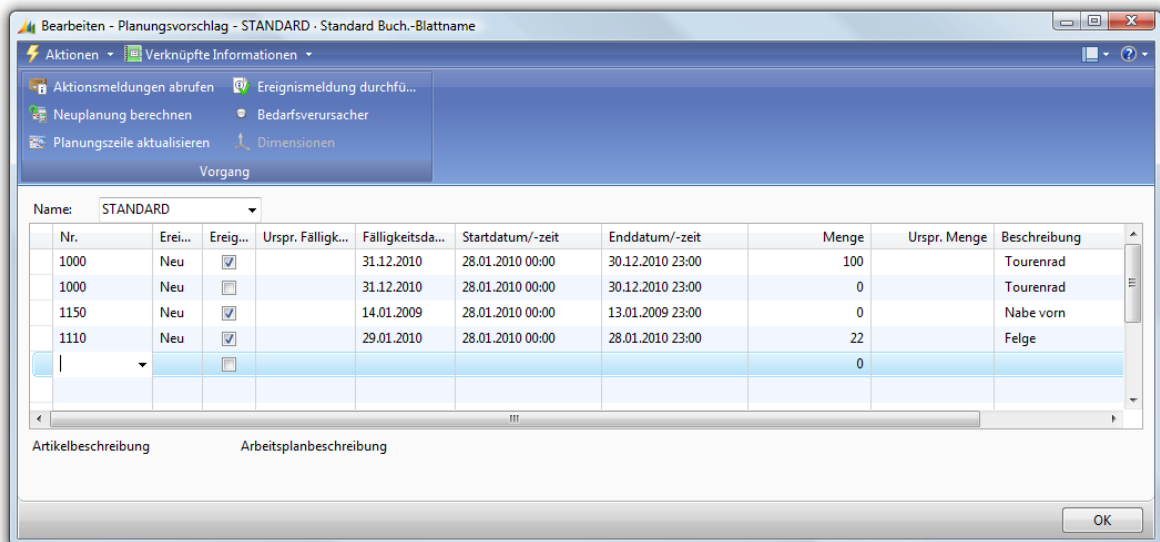 Bearbeiten - Planungsvorschlag - STANDARD · Standard Buch.-Blattname
Aktionen Verknüpfte Informationen
Aktionsmeldungen abrufen Ereignismeldung durchfü...
Neuplanung berechnen Bedarfsverursacher
Planungszeile aktualisieren Dimensionen
Vorgang
Name: STANDARD
Nr. Erei... Ereig... Urspr. Fälligk... Fälligkeitsda... Startdatum/-zeit Enddatum/-zeit Menge Urspr. Menge Beschreibung
1000 Neu 31.12.2010 28.01.2010 00:00 30.12.2010 23:00 100 Tourenrad
1000 Neu 31.12.2010 28.01.2010 00:00 30.12.2010 23:00 0 Tourenrad
1150 Neu 14.01.2009 28.01.2010 00:00 13.01.2009 23:00 0 Nabe vorn
1110 Neu 29.01.2010 28.01.2010 00:00 28.01.2010 23:00 22 Felge
0
Artikelbeschreibung Arbeitsplanbeschreibung
OK